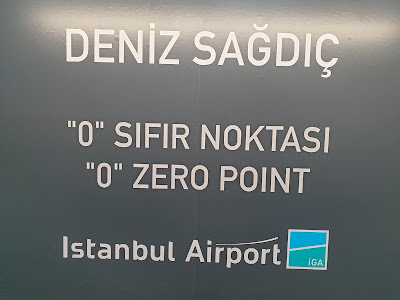 DENİZ SAĞDIÇ
"0" SIFIR NOKTASI
"0" ZERO POINT
Istanbul Airport
iGA